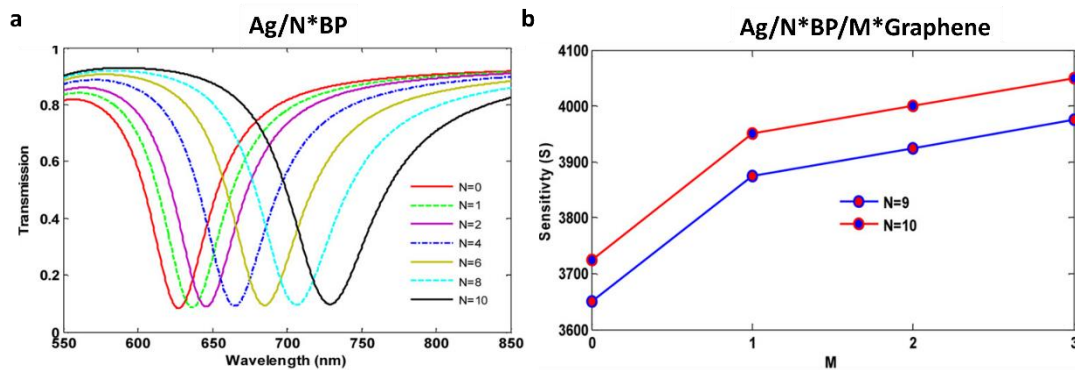 a
Ag/N*BP
1
0.8
0.6
0.4
0.2
0
Transmission
550
600
650
700
750
800
850
Wavelength (nm)
N=0
N=1
N=2
N=4
N=6
N=8
N=10
b
Ag/N*BP/M*Graphene
4100
4000
3900
3800
3700
3600
Sensitivty (S)
0
1
2
3
M
N=9
N=10